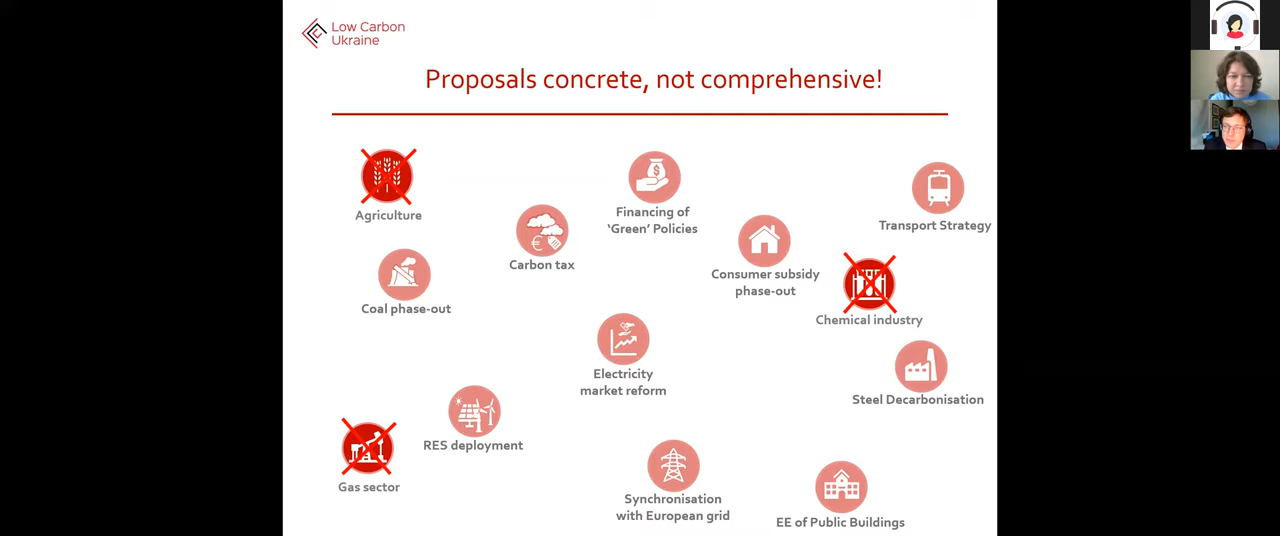 Low Carbon
Ukraine
Proposals concrete, not comprehensive!
Agriculture
Financing of
‘Green’ Policies
Transport Strategy
Carbon tax
Consumer subsidy
phase-out
Coal phase-out
Chemical industry
Electricity
market reform
Steel Decarbonisation
RES deployment
Gas sector
Synchronisation
with European grid
EE of Public Buildings